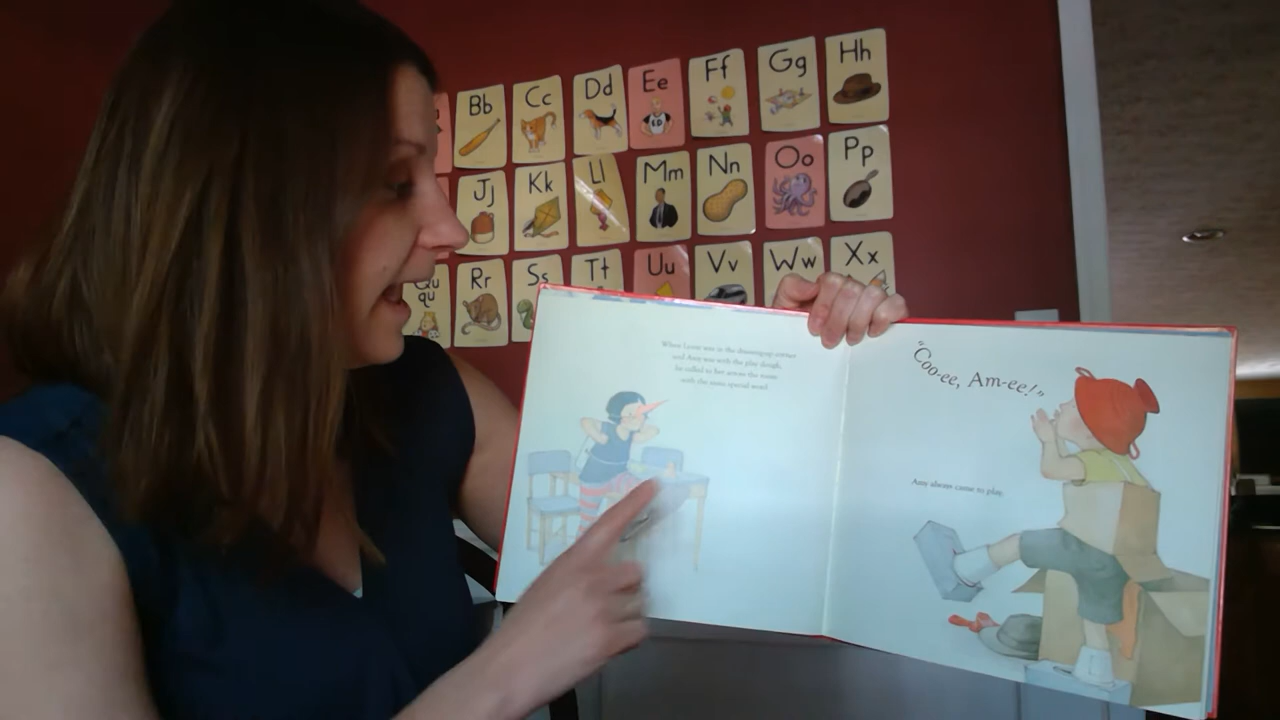 Bb Cc Dd Ee Ff Gg Hh
ED
Jj Kk Ll Mm Nn Oo Pp
Qu qu Rr Ss Tt Uu Vv Ww Xx
When Louie was in the dressing-up corner
and Amy was with the play dough,
he called to her across the room
with the same special word
"Coo-ee, Am-ee!"
Amy always came to play.